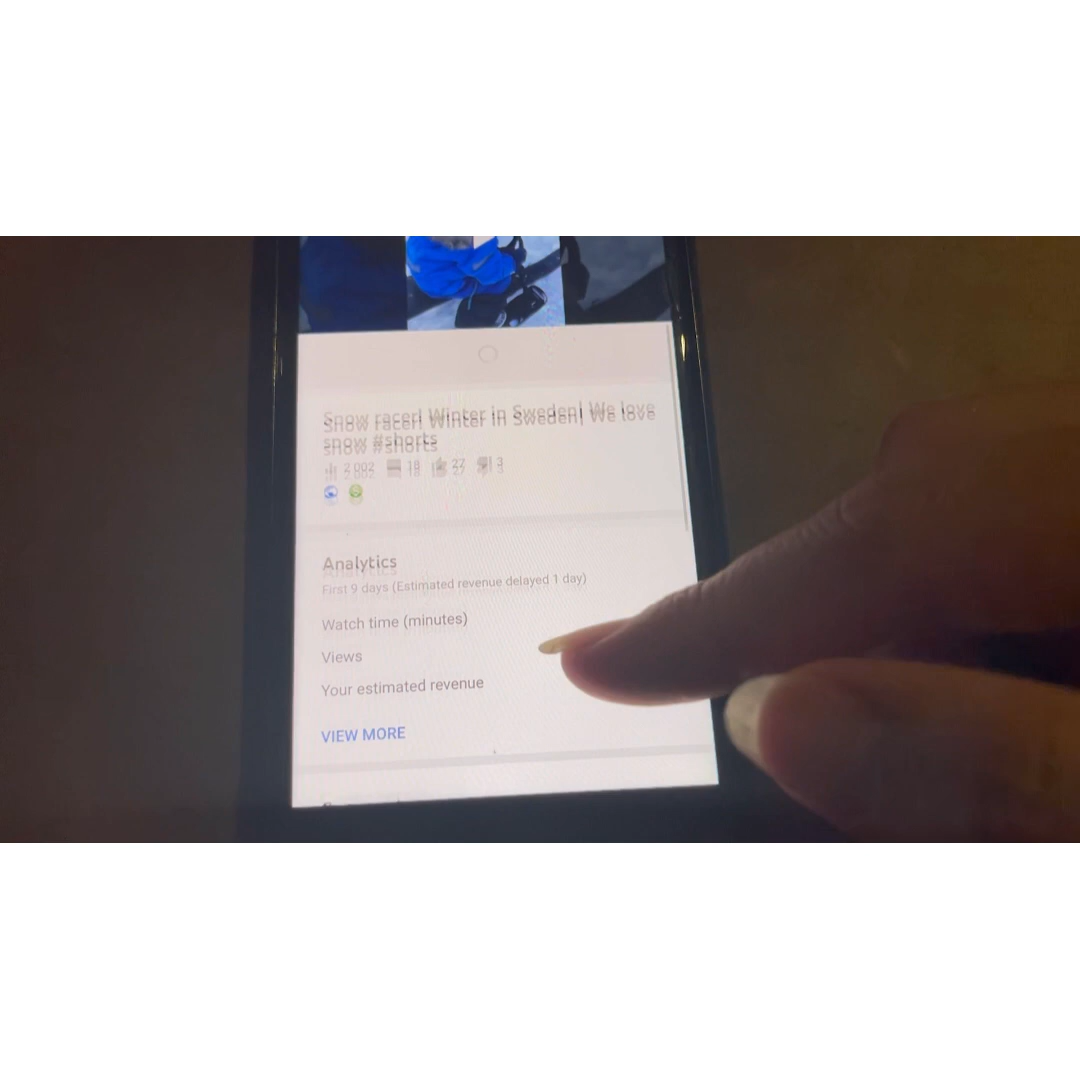 Snow racer! Winter in Sweden! We love
snow #shorts
2 002 18 27 3
Analytics
First 9 days (Estimated revenue delayed 1 day)
Watch time (minutes)
Views
Your estimated revenue
VIEW MORE